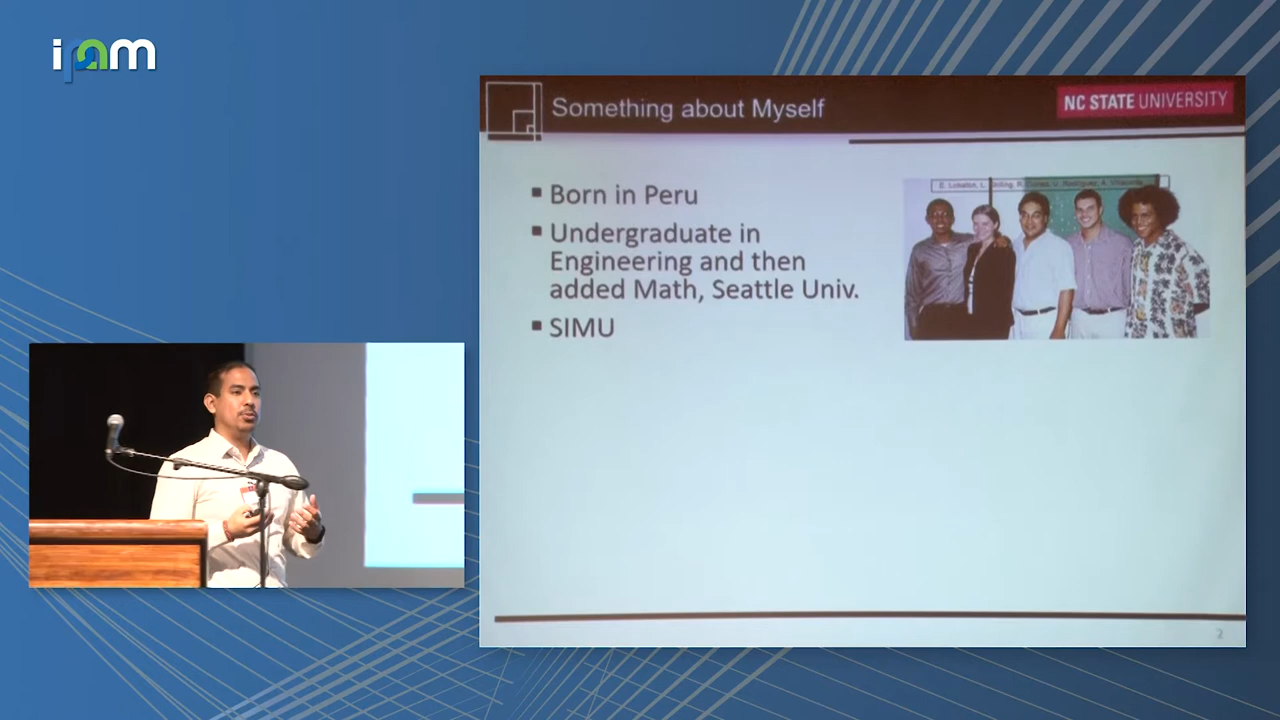 ipam
Something about Myself
NC STATE UNIVERSITY
Born in Peru
Undergraduate in
Engineering and then
added Math, Seattle Univ.
SIMU
2